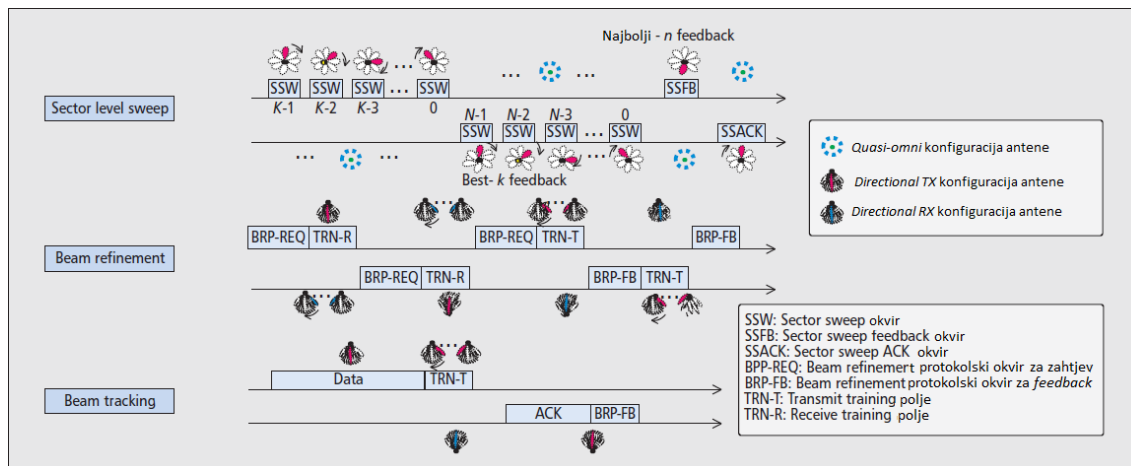 Najbolji - n feedback
... ...
SSW SSW SSW ... SSW SSFB
Sector level sweep
K-1 K-2 K-3 0
N-1 N-2 N-3 0
SSW SSW SSW ... SSW SSACK
... ...
Best- k feedback
Quasi-omni konfiguracija antene
Directional TX konfiguracija antene
Directional RX konfiguracija antene
BRP-REQ TRN-R BRP-REQ TRN-T BRP-FB
Beam refinement
BRP-REQ TRN-R BRP-FB TRN-T
SSW: Sector sweep okvir
SSFB: Sector sweep feedback okvir
SSACK: Sector sweep ACK okvir
BPP-REQ: Beam refinemert protokolski okvir za zahtjev
BRP-FB: Beam refinement protokolski okvir za feedback
TRN-T: Transmit training polje
TRN-R: Receive training polje
Data TRN-T
Beam tracking
ACK BRP-FB